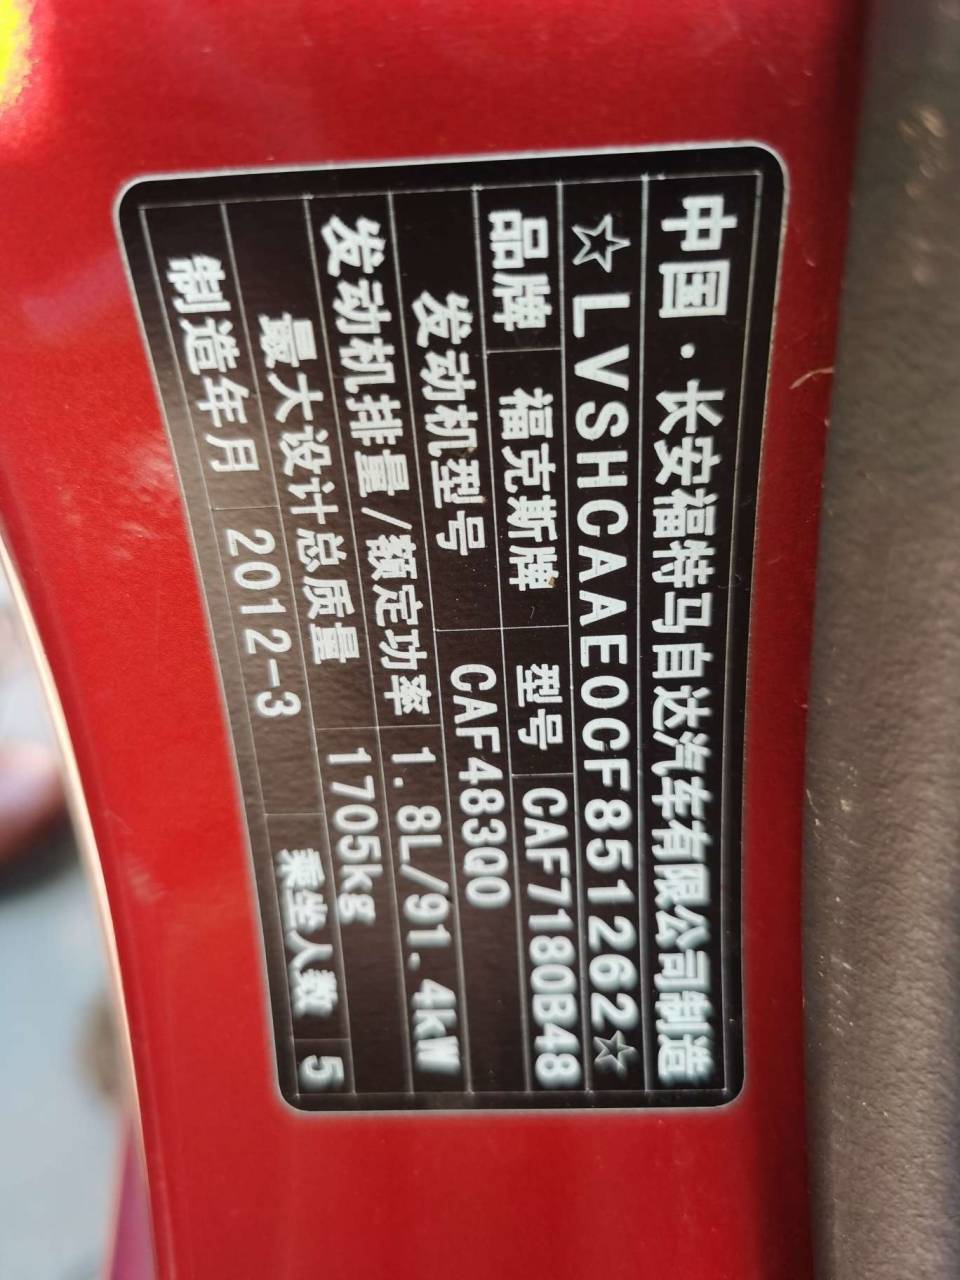 中国·长安福特马自达汽车有限公司制造
☆LVSHCAAE0CF851262☆
品牌 福克斯牌 型号 CAF7180B48
发动机型号 CAF483Q0
发动机排量/额定功率 1.8L/91.4kW
最大设计总质量 1705kg
制造年月 2012-3 乘坐人数 5